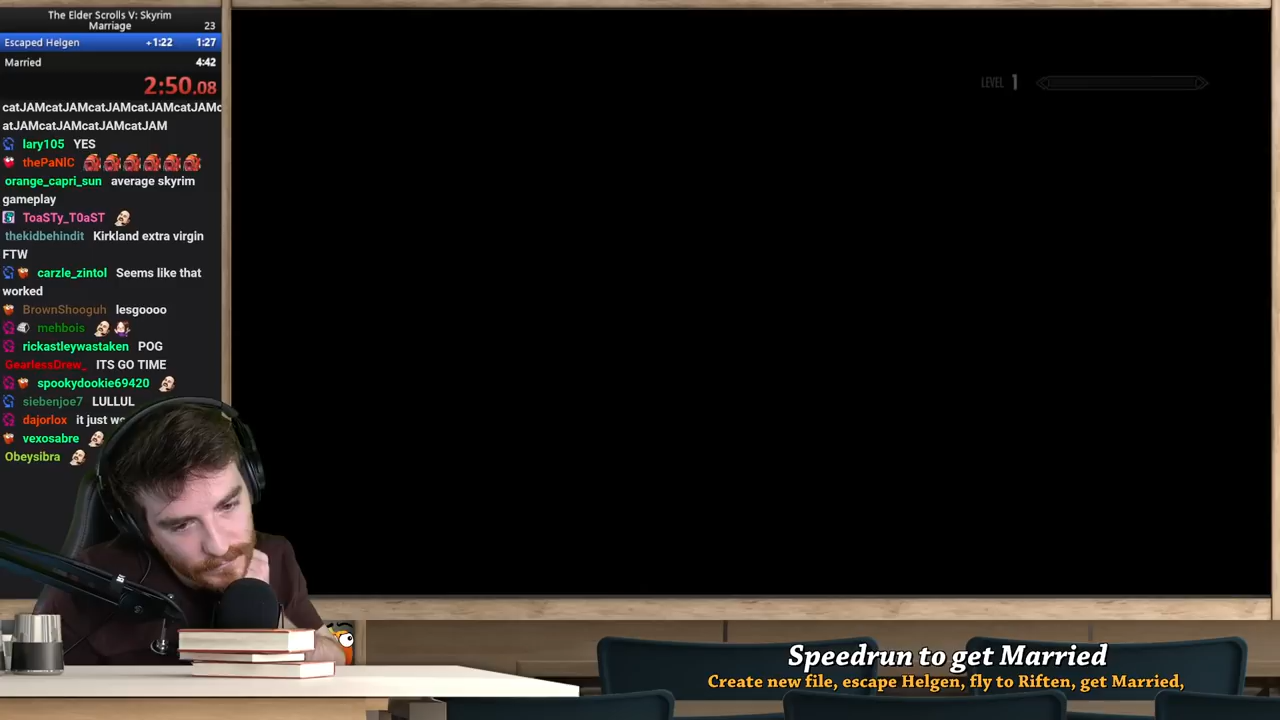 The Elder Scrolls V: Skyrim
Marriage 23
Escaped Helgen +1:22 1:27
Married 4:42
2:50.08
catJAMcatJAMcatJAMcatJAMcatJAMc
atJAMcatJAMcatJAMcatJAM
lary105 YES
thePaNlC
orange_capri_sun average skyrim
gameplay
ToaSTy_T0aST
thekidbehindit Kirkland extra virgin
FTW
carzle_zintol Seems like that
worked
BrownShooguh lesgoooo
mehbois
rickastleywastaken POG
GearlessDrew_ ITS GO TIME
spookydookie69420
siebenjoe7 LULLUL
dajorlox it just
vexosabre
Obeysibra
LEVEL 1
Speedrun to get Married
Create new file, escape Helgen, fly to Riften, get Married,